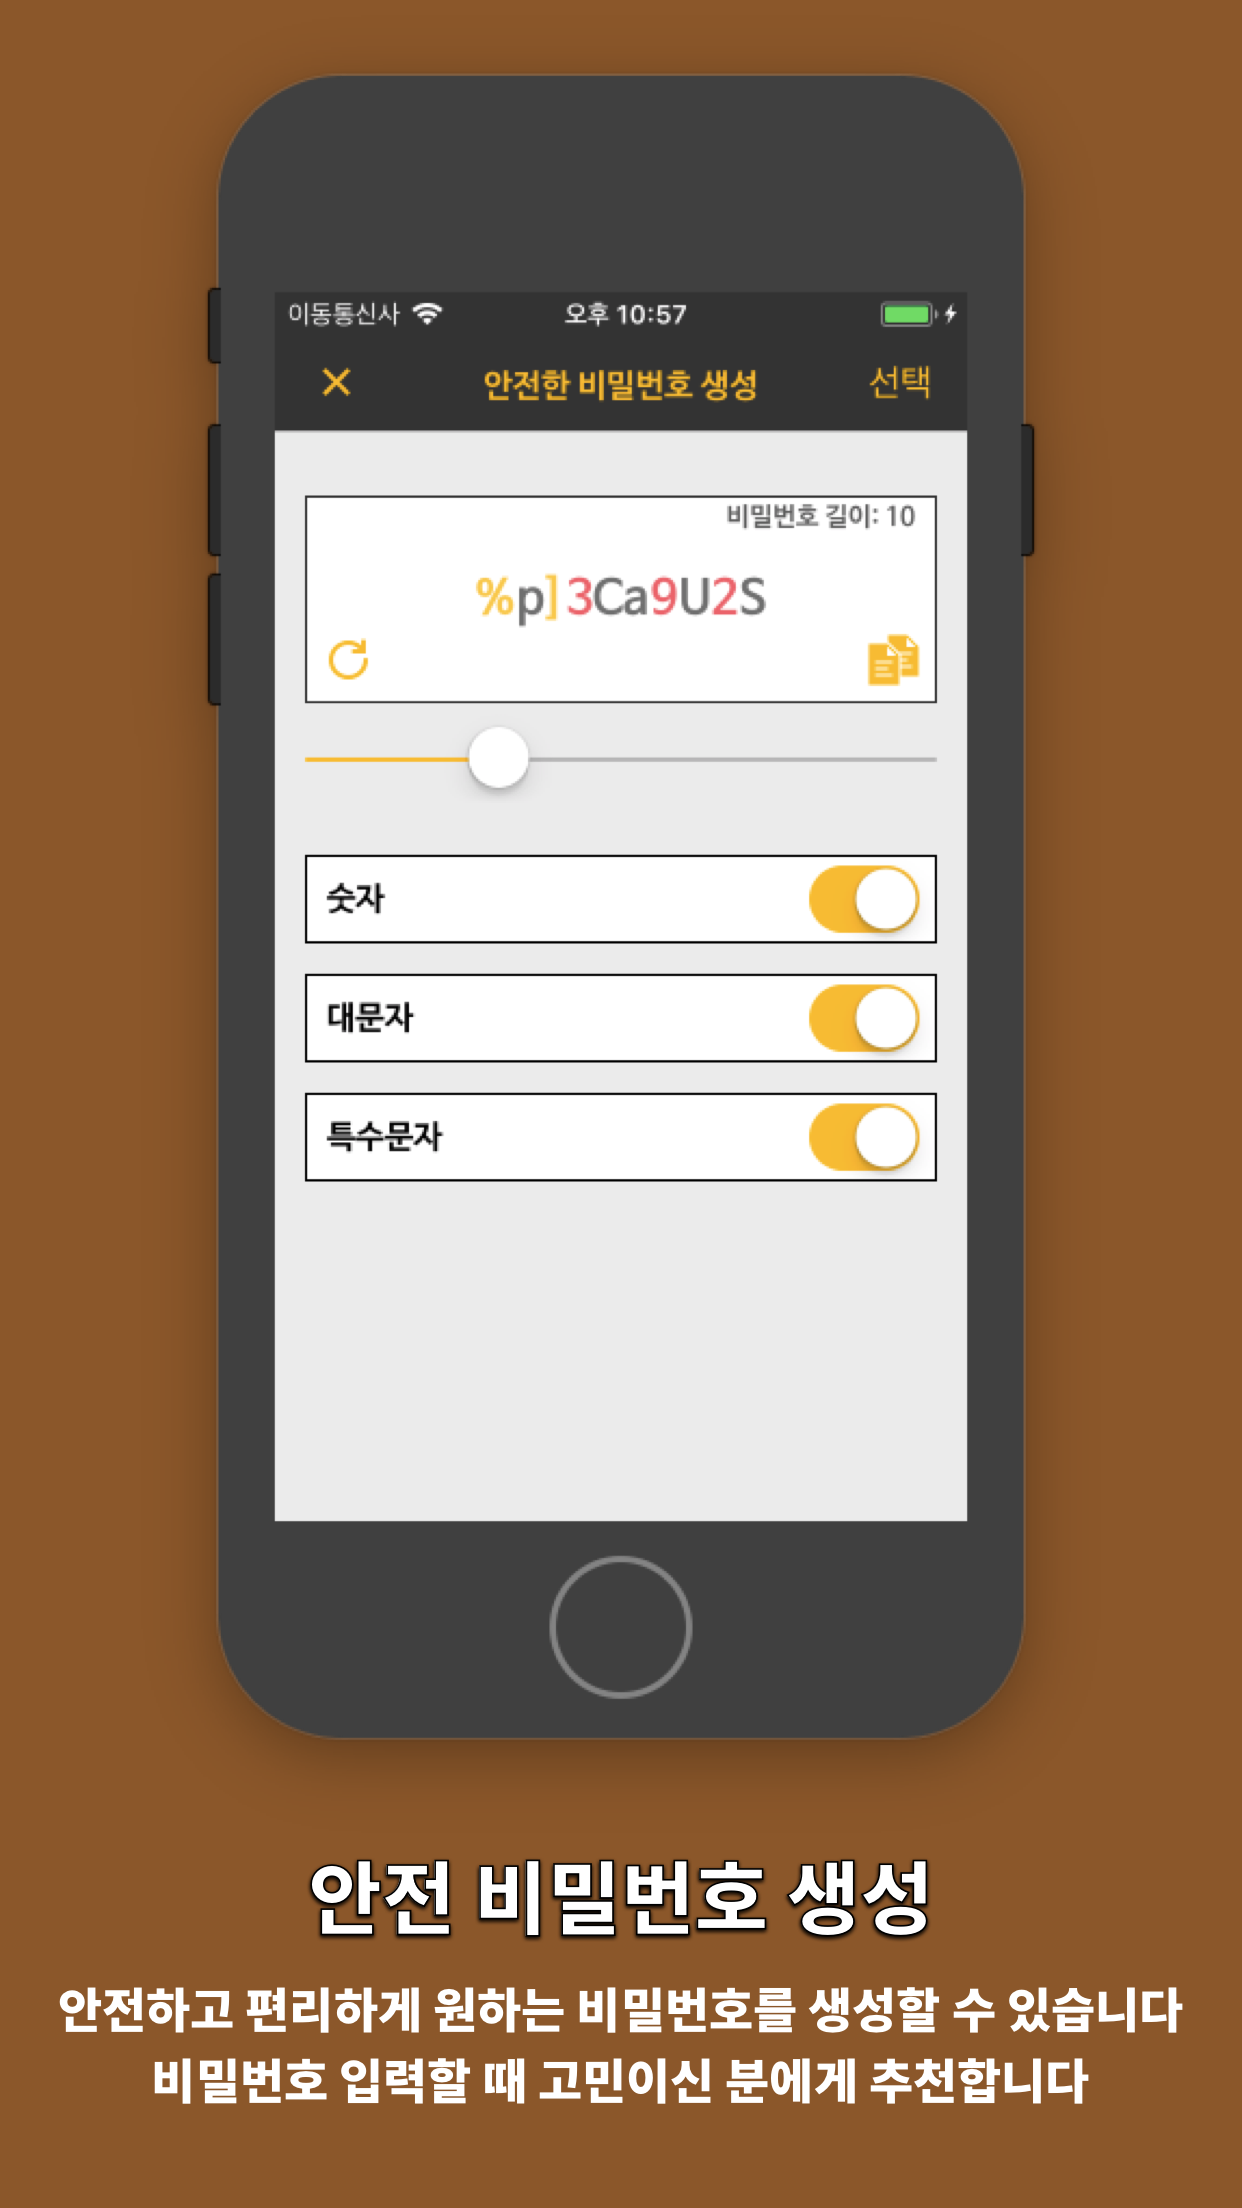 이동통신사 오후 10:57
안전한 비밀번호 생성 선택
비밀번호 길이: 10
%p]3Ca9U2S
숫자
대문자
특수문자
안전 비밀번호 생성
안전하고 편리하게 원하는 비밀번호를 생성할 수 있습니다
비밀번호 입력할 때 고민이신 분에게 추천합니다